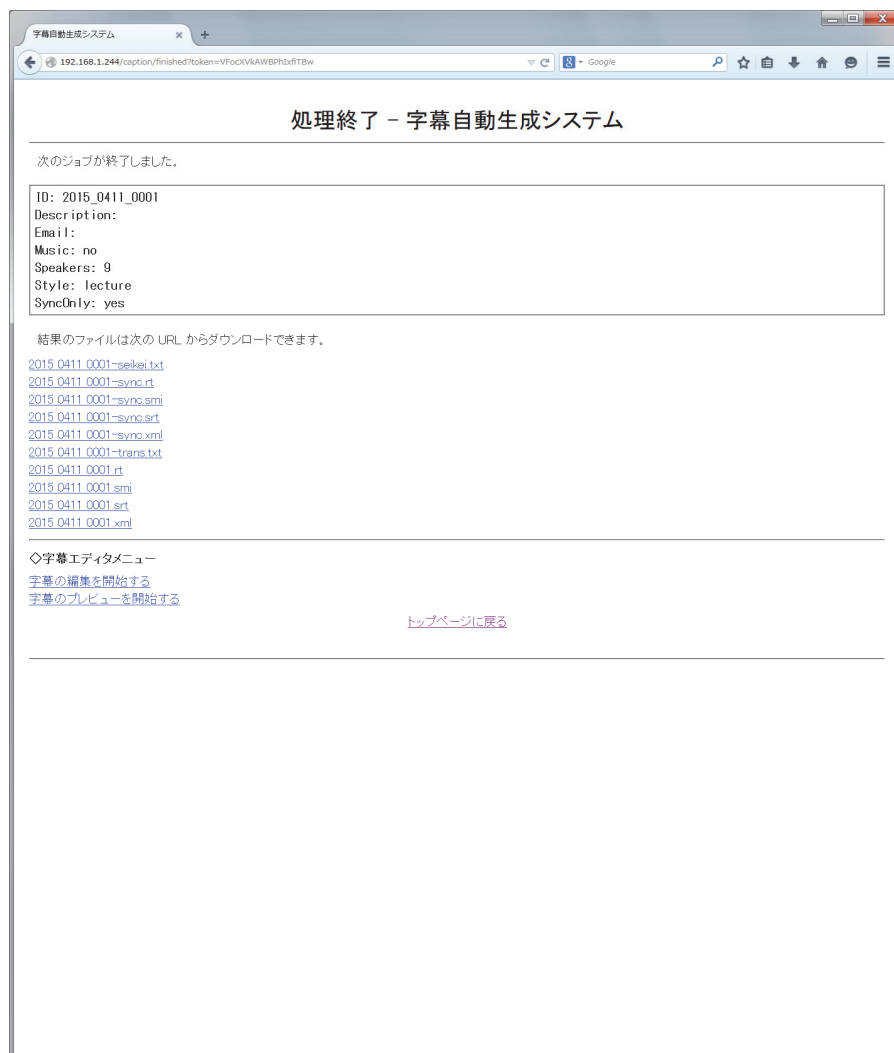 字幕自動生成システム
192.168.1.244/caption/finished?token=VFocXVkAWBPhIxfiTBw
Google
処理終了 - 字幕自動生成システム
次のジョブが終了しました。
ID: 2015_0411_0001
Description:
Email:
Music: no
Speakers: 9
Style: lecture
SyncOnly: yes
結果のファイルは次の URL からダウンロードできます。
2015_0411_0001-seikei.txt
2015_0411_0001-sync.rt
2015_0411_0001-sync.smi
2015_0411_0001-sync.srt
2015_0411_0001-sync.xml
2015_0411_0001-trans.txt
2015_0411_0001.rt
2015_0411_0001.smi
2015_0411_0001.srt
2015_0411_0001.xml
◇字幕エディタメニュー
字幕の編集を開始する
字幕のプレビューを開始する
トップページに戻る